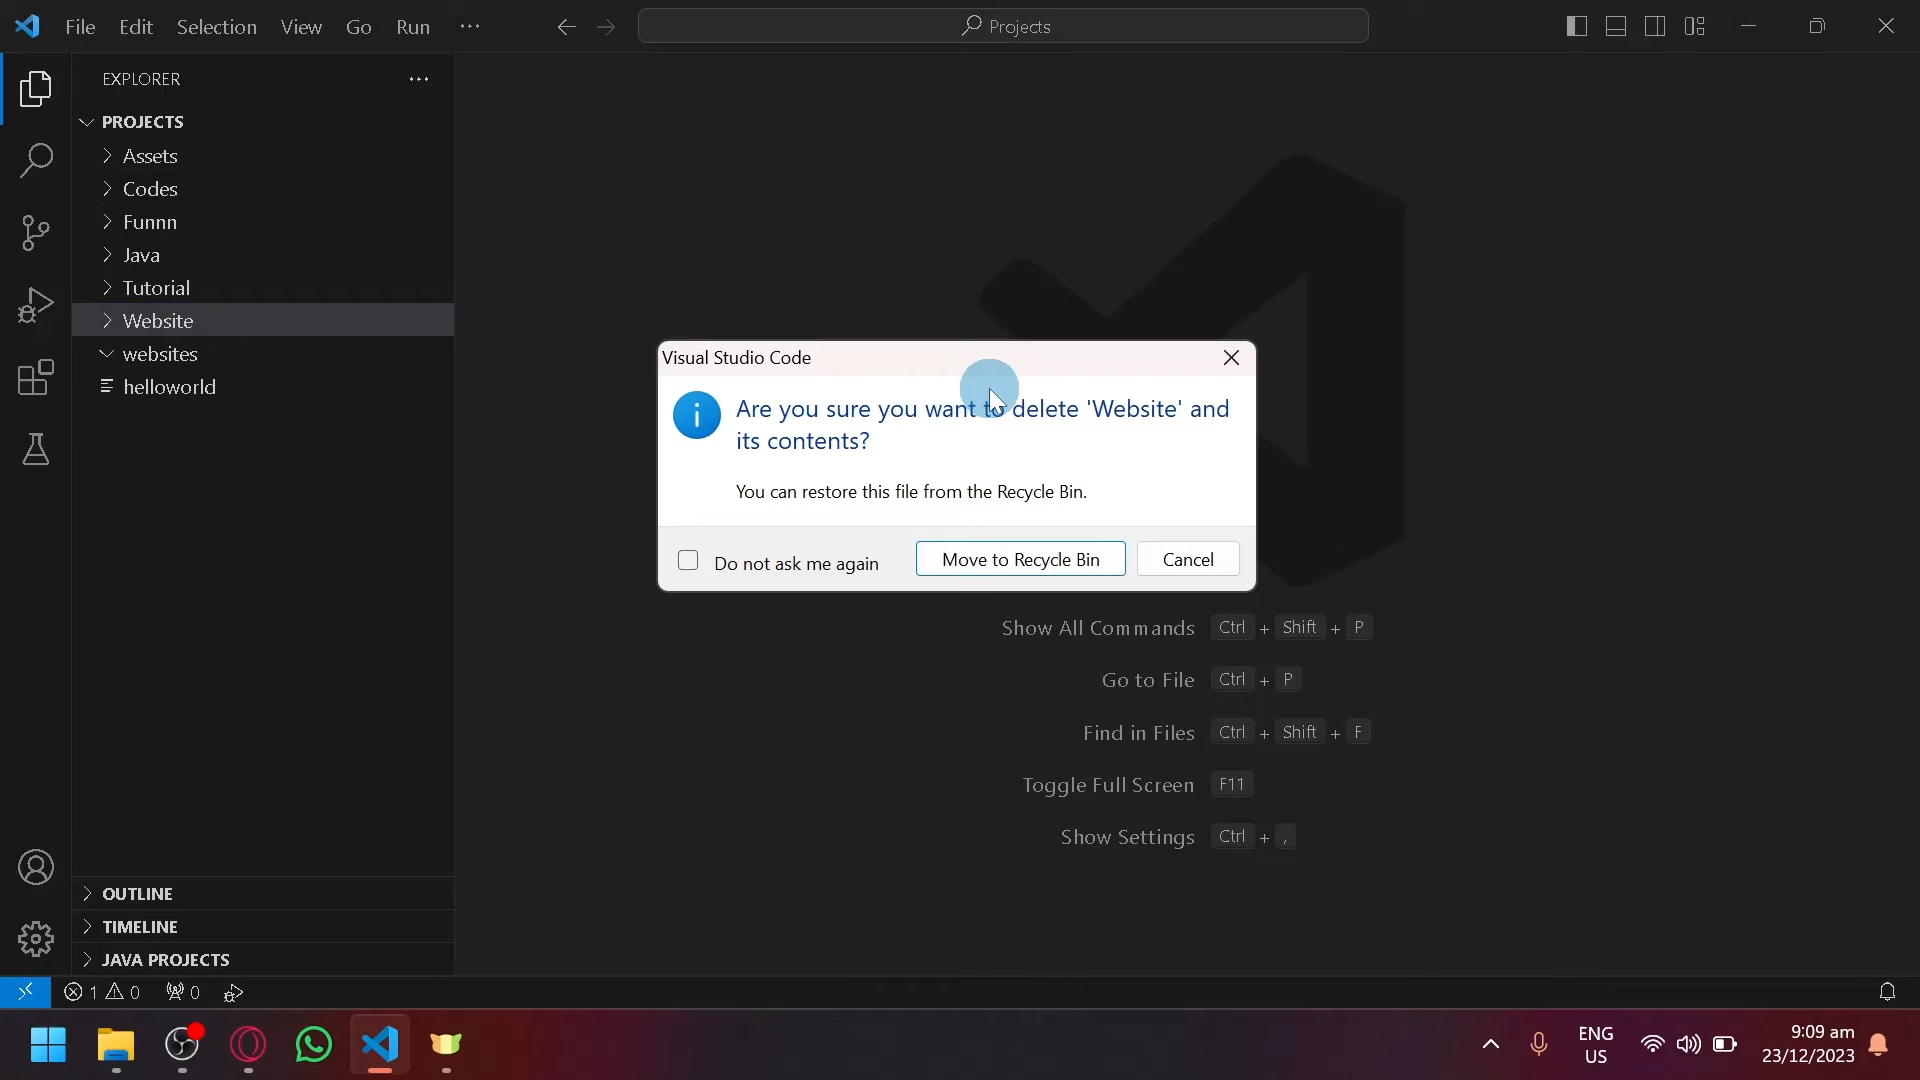 File Edit Selection View Go Run ···
Projects
EXPLORER ···
PROJECTS
Assets
Codes
Funnn
Java
Tutorial
Website
websites
helloworld
Visual Studio Code
Are you sure you want to delete 'Website' and
its contents?
You can restore this file from the Recycle Bin.
Do not ask me again
Move to Recycle Bin
Cancel
Show All Commands Ctrl + Shift + P
Go to File Ctrl + P
Find in Files Ctrl + Shift + F
Toggle Full Screen F11
Show Settings Ctrl + ,
OUTLINE
TIMELINE
JAVA PROJECTS
1 0 0
ENG
US
9:09 am
23/12/2023